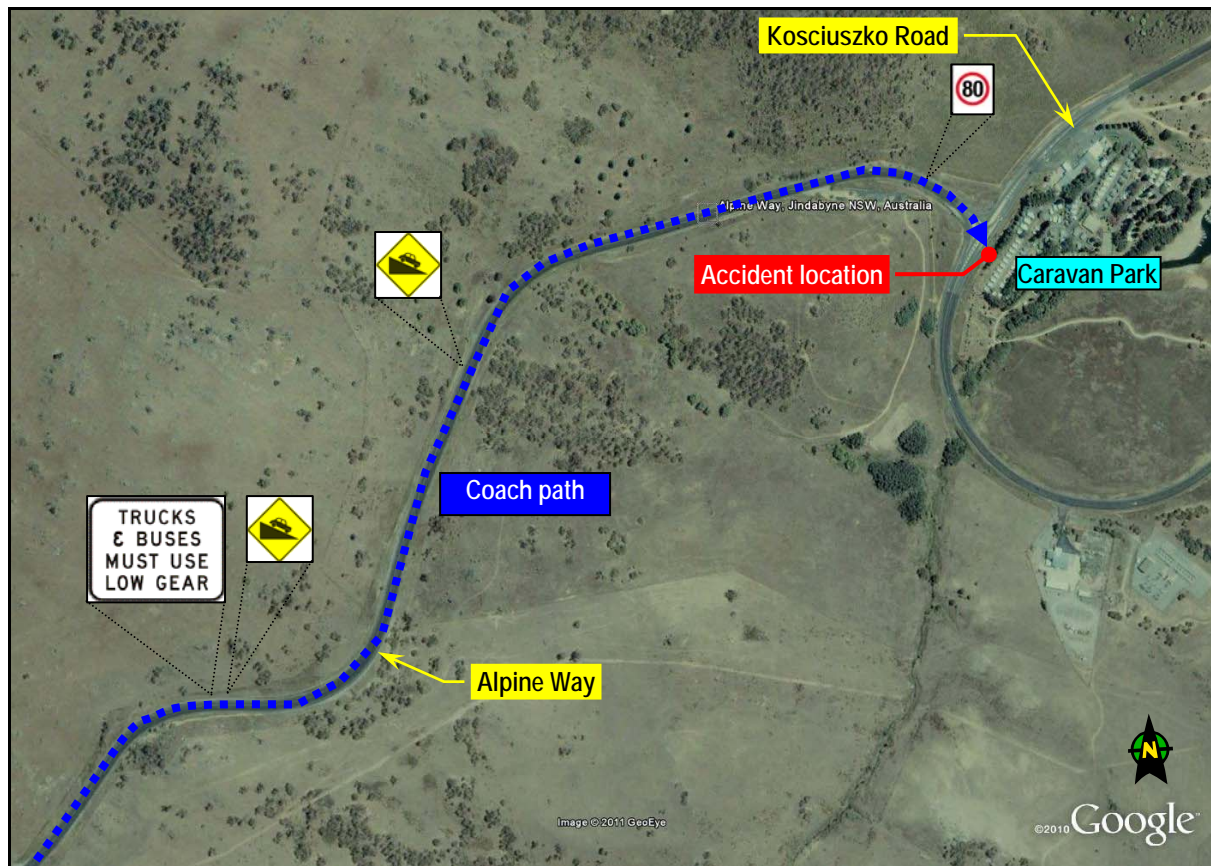 Kosciuszko Road
80
Alpine Way, Jindabyne NSW, Australia
Accident location
Caravan Park
Coach path
TRUCKS
& BUSES
MUST USE
LOW GEAR
Alpine Way
N
Image © 2011 GeoEye
©2010 Google